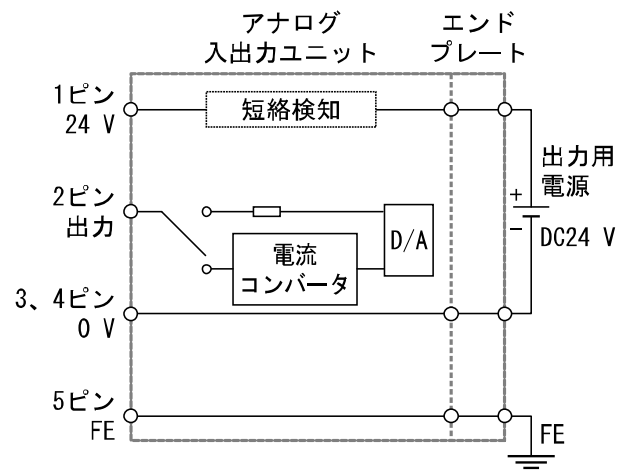 アナログ
入出力ユニット
エンド
プレート
1ピン
24 V
短絡検知
出力用
電源
+
−
DC24 V
2ピン
出力
D/A
電流
コンバータ
3、4ピン
0 V
5ピン
FE
FE